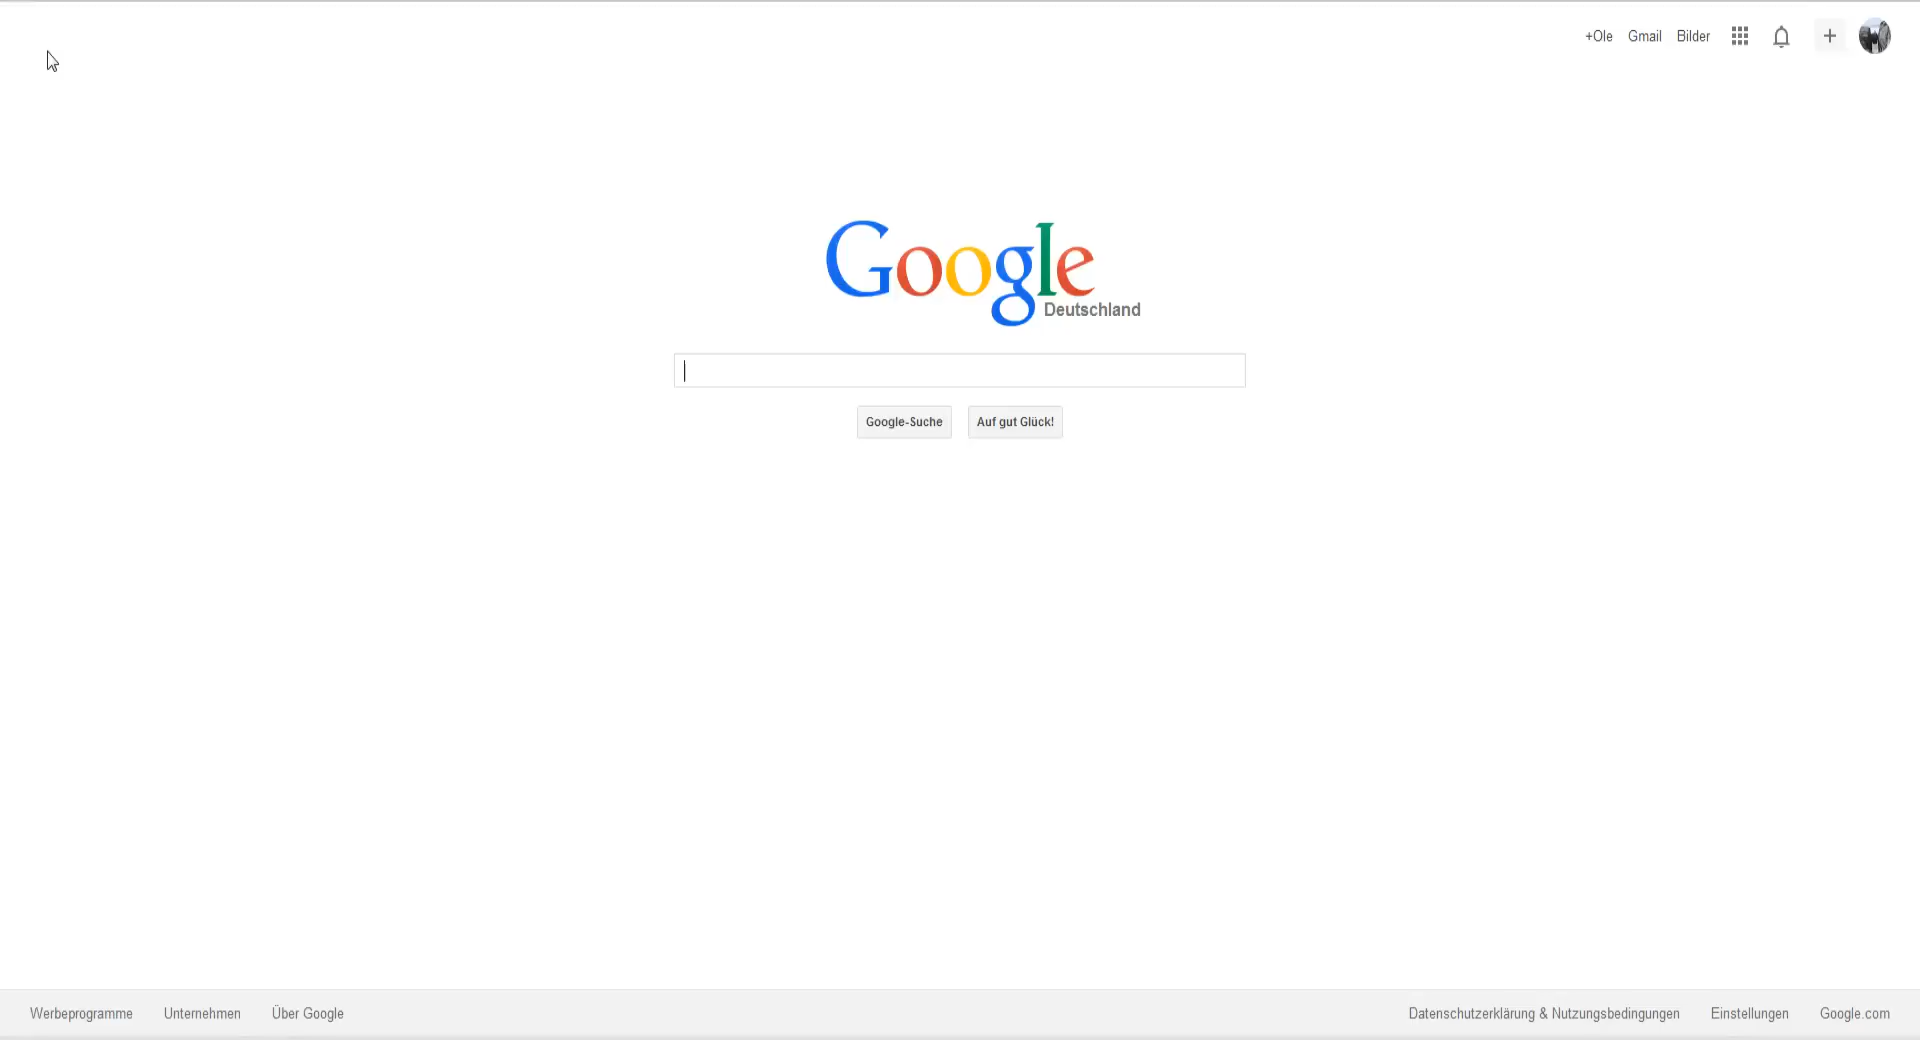 +Ole Gmail Bilder
Google
Deutschland
Google-Suche Auf gut Glück!
Werbeprogramme Unternehmen Über Google Datenschutzerklärung & Nutzungsbedingungen Einstellungen Google.com